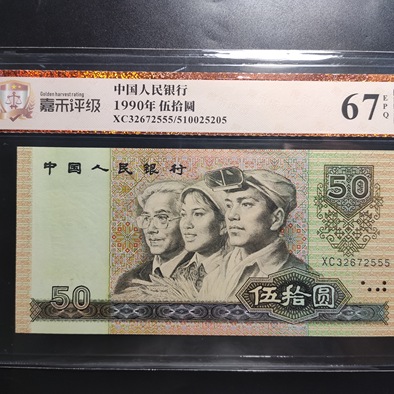 Golden harvest rating
嘉禾评级
中国人民银行
1990年 伍拾圆
XC32672555/510025205
67 EPQ
中国人民银行
50
XC32672555
50
伍拾圆